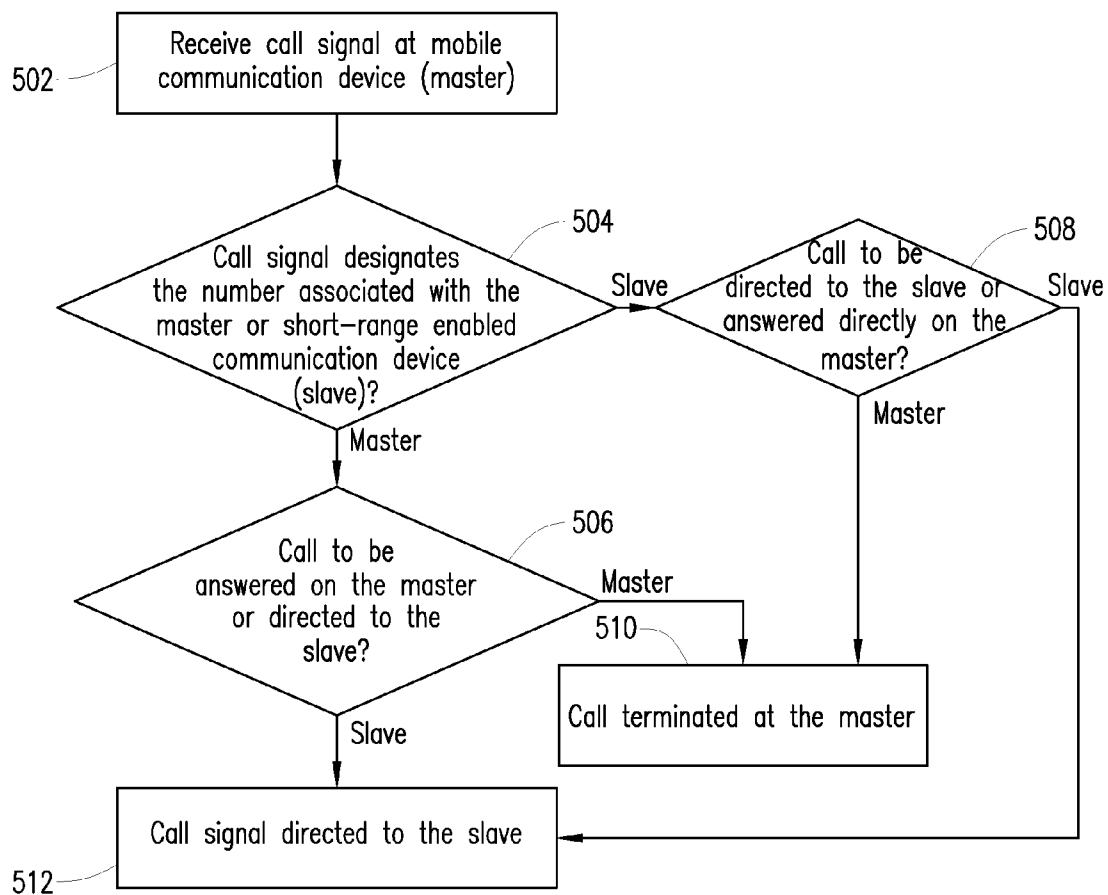 Receive call signal at mobile
communication device (master)
502
504
Call signal designates
the number associated with the
master or short-range enabled
communication device
(slave)?
Slave
508
Call to be
directed to the slave or
answered directly on the
master?
Slave
Master
Master
506
Call to be
answered on the master
or directed to the
slave?
Master
510
Call terminated at the master
Slave
Call signal directed to the slave
512